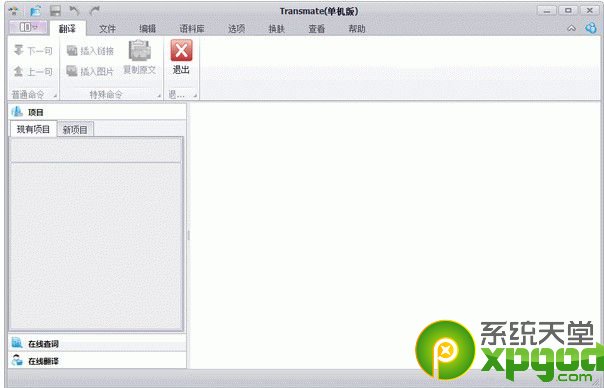 Transmate(单机版)
翻译 文件 编辑 语料库 选项 换肤 查看 帮助
下一句 插入链接
上一句 插入图片 复制原文 退出
普通命令 特殊命令 退...
项目
现有项目 新项目
在线查词
在线翻译
系统天堂
xpgod.com